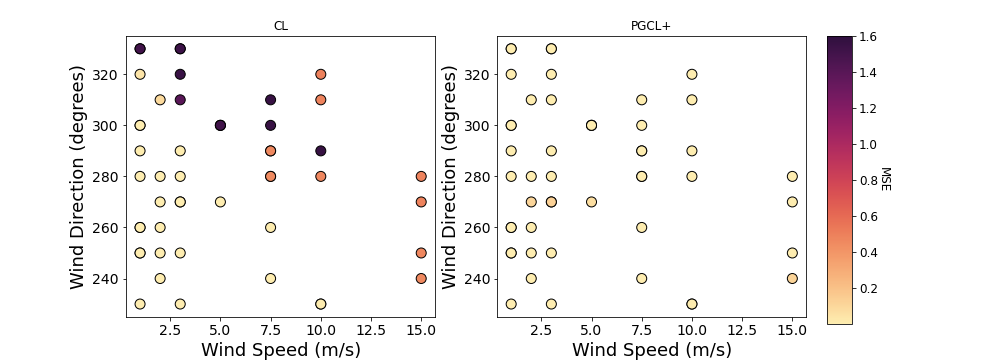 CL
PGCL+
Wind Direction (degrees)
320
300
280
260
240
2.5 5.0 7.5 10.0 12.5 15.0
Wind Speed (m/s)
Wind Direction (degrees)
320
300
280
260
240
2.5 5.0 7.5 10.0 12.5 15.0
Wind Speed (m/s)
1.6
1.4
1.2
1.0
0.8
0.6
0.4
0.2
MSE